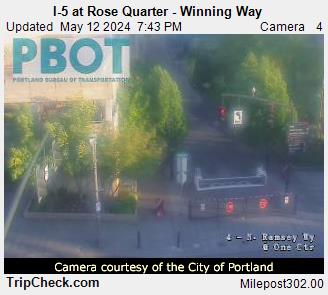 I-5 at Rose Quarter - Winning Way
Updated May 12 2024 7:43 PM Camera 4
PBOT
PORTLAND BUREAU OF TRANSPORTATION
4 - N. Ramsey Wy
@ One Ctr
Camera courtesy of the City of Portland
TripCheck.com Milepost302.00